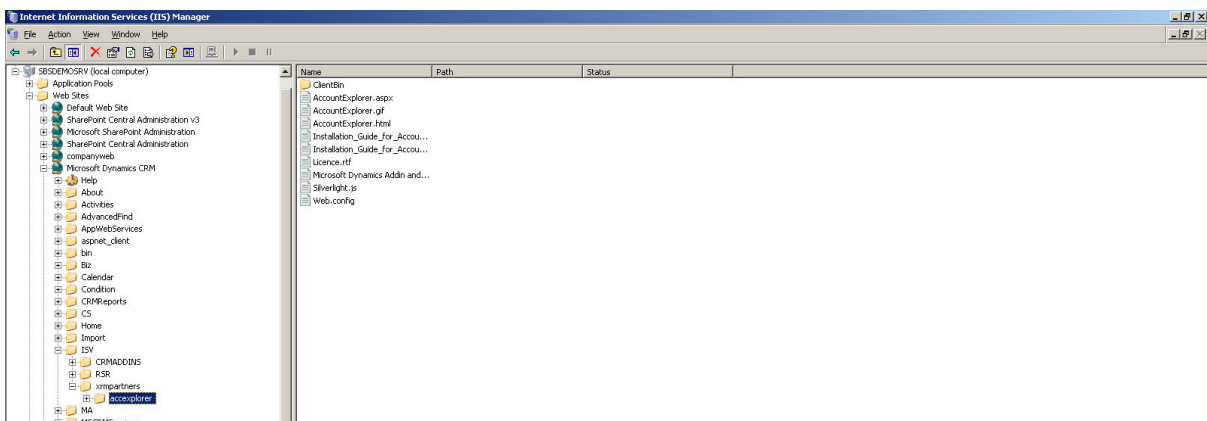 Internet Information Services (IIS) Manager
File Action View Window Help
SBSDEMOSRV (local computer)
Application Pools
Web Sites
Default Web Site
SharePoint Central Administration v3
Microsoft SharePoint Administration
SharePoint Central Administration
companyweb
Microsoft Dynamics CRM
Help
About
Activities
AdvancedFind
AppWebServices
aspnet_client
bin
Biz
Calendar
Condition
CRMReports
CS
Home
Import
ISV
CRMADDINS
RSR
xrmpartners
accexplorer
MA
Name Path Status
ClientBin
AccountExplorer.aspx
AccountExplorer.gif
AccountExplorer.html
Installation_Guide_for_Accou...
Installation_Guide_for_Accou...
Licence.rtf
Microsoft Dynamics Addin and...
Silverlight.js
Web.config